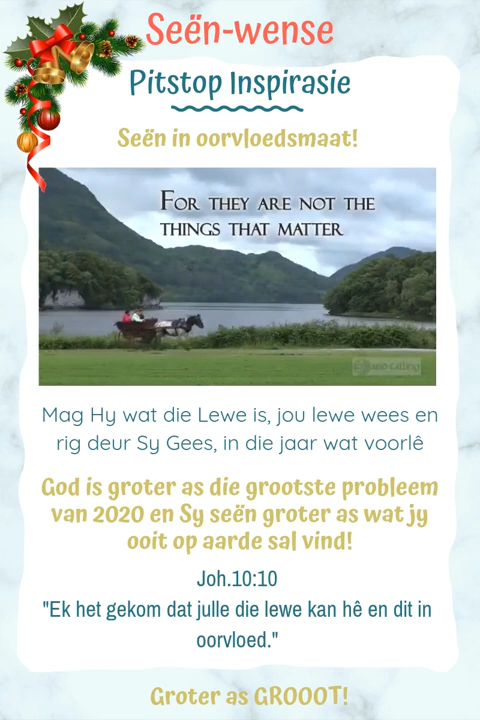 Seën-wense
Pitstop Inspirasie
Seën in oorvloedsmaat!
For they are not the
things that matter
Mag Hy wat die Lewe is, jou lewe wees en
rig deur Sy Gees, in die jaar wat voorlê
God is groter as die grootste probleem
van 2020 en Sy seën groter as wat jy
ooit op aarde sal vind!
Joh.10:10
"Ek het gekom dat julle die lewe kan hê en dit in
oorvloed."
Groter as GROOOT!